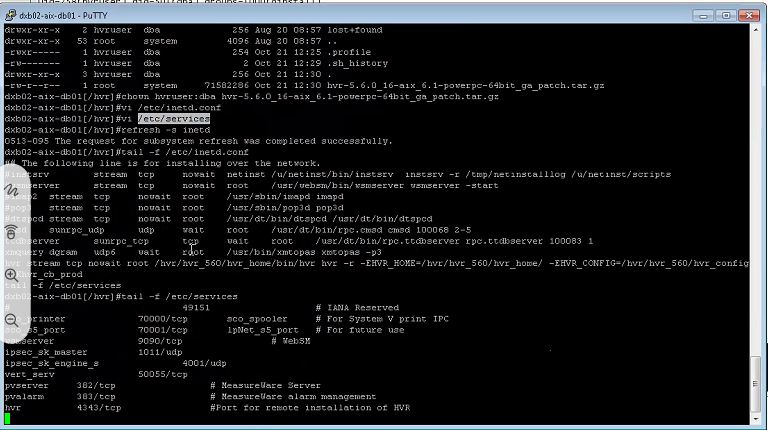 dxb02-aix-db01 - PuTTY
drwxr-xr-x 2 hvruser dba 256 Aug 20 08:57 lost+found
drwxr-xr-x 53 root system 4096 Aug 20 08:57 ..
-rwxr----- 1 hvruser dba 254 Oct 21 12:25 .profile
-rw------- 1 hvruser dba 2 Oct 21 12:29 .sh_history
drwxr-xr-x 3 hvruser dba 256 Oct 21 12:30 .
-rw-r--r-- 1 root system 71582286 Oct 21 12:30 hvr-5.6.0_16-aix_6.1-powerpc-64bit_ga_patch.tar.gz
dxb02-aix-db01[/hvr]#chown hvruser:dba hvr-5.6.0_16-aix_6.1-powerpc-64bit_ga_patch.tar.gz
dxb02-aix-db01[/hvr]#vi /etc/inetd.conf
dxb02-aix-db01[/hvr]#vi /etc/services
dxb02-aix-db01[/hvr]#refresh -s inetd
0513-095 The request for subsystem refresh was completed successfully.
dxb02-aix-db01[/hvr]#tail -f /etc/inetd.conf
## The following line is for installing over the network.
#instsrv stream tcp nowait netinst /u/netinst/bin/instsrv instsrv -r /tmp/netinstalllog /u/netinst/scripts
server stream tcp nowait root /usr/websm/bin/wsmserver wsmserver -start
stream tcp nowait root /usr/sbin/imapd imapd
stream tcp nowait root /usr/sbin/pop3d pop3d
stream tcp nowait root /usr/dt/bin/dtspcd /usr/dt/bin/dtspcd
sunrpc_udp udp wait root /usr/dt/bin/rpc.cmsd cmsd 100068 2-5
dbserver sunrpc_tcp tcp wait root /usr/dt/bin/rpc.ttdbserver rpc.ttdbserver 100083 1
xmquery dgram udp6 wait root /usr/bin/xmtopas xmtopas -p3
hvr stream tcp nowait root /hvr/hvr_560/hvr_home/bin/hvr hvr -r -EHVR_HOME=/hvr/hvr_560/hvr_home/ -EHVR_CONFIG=/hvr/hvr_560/hvr_config
hvr_cb_prod
tail -f /etc/services
dxb02-aix-db01[/hvr]#tail -f /etc/services
# 49151 # IANA Reserved
printer 70000/tcp sco_spooler # For System V print IPC
s5_port 70001/tcp lpNet_s5_port # For future use
server 9090/tcp # WebSM
ipsec_sk_master 1011/udp
ipsec_sk_engine_s 4001/udp
vert_serv 50055/tcp
pvserver 382/tcp # MeasureWare Server
pvalarm 383/tcp # MeasureWare alarm management
hvr 4343/tcp #Port for remote installation of HVR